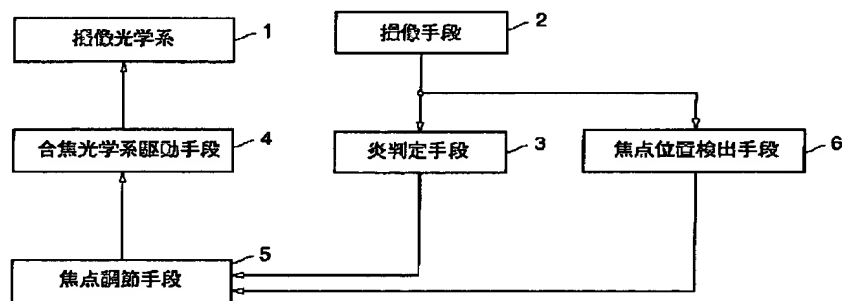 撮像光学系 1
撮像手段 2
合焦光学系駆動手段 4
炎判定手段 3
焦点位置検出手段 6
焦点調節手段 5